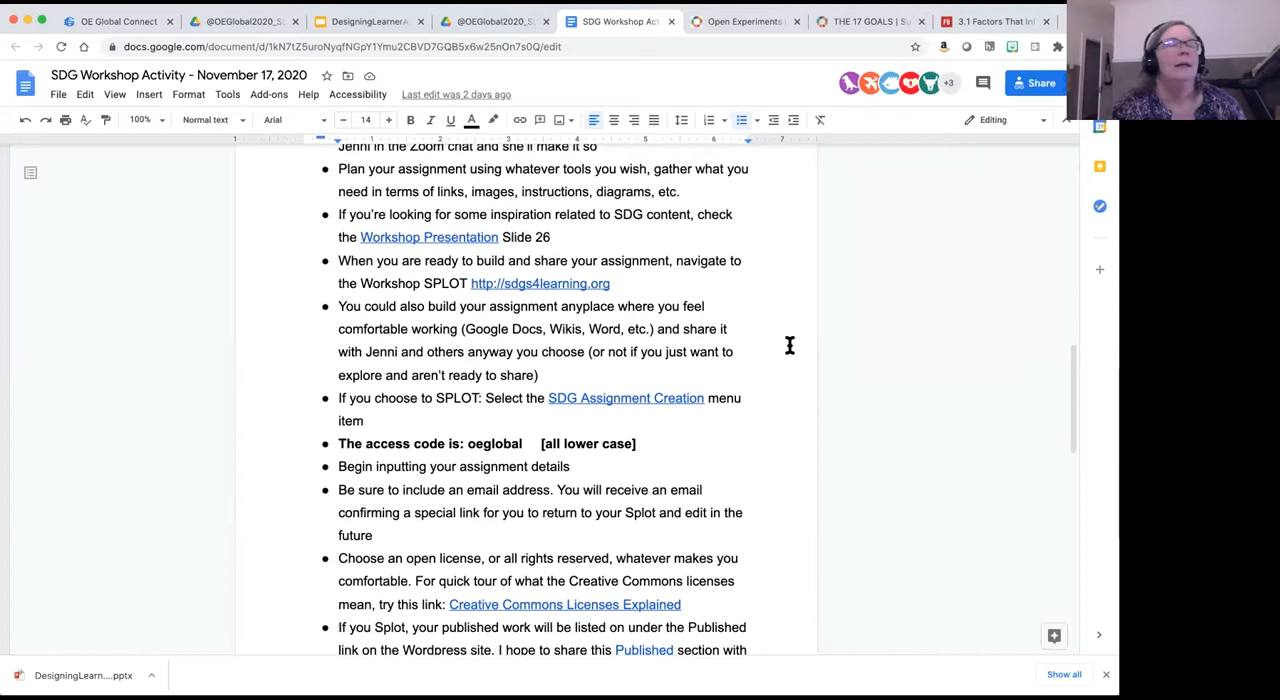 OE Global Connect
@OEGlobal2020_SL
DesigningLearnerA
@OEGlobal2020_SL
SDG Workshop Act
Open Experiments
THE 17 GOALS | Su
3.1 Factors That In
docs.google.com/document/d/1kN7tZ5uroNyqfNGpY1Ymu2CBVD7GQB5x6w25nOn7s0Q/edit
SDG Workshop Activity - November 17, 2020
File Edit View Insert Format Tools Add-ons Help Accessibility Last edit was 2 days ago
+3
Share
100% Normal text Arial 14 B I U A Editing
1 1 2 3 4 5 6 7
Jenni in the Zoom chat and she'll make it so
● Plan your assignment using whatever tools you wish, gather what you
need in terms of links, images, instructions, diagrams, etc.
● If you're looking for some inspiration related to SDG content, check
the Workshop Presentation Slide 26
● When you are ready to build and share your assignment, navigate to
the Workshop SPLOT http://sdgs4learning.org
● You could also build your assignment anyplace where you feel
comfortable working (Google Docs, Wikis, Word, etc.) and share it
with Jenni and others anyway you choose (or not if you just want to
explore and aren't ready to share)
● If you choose to SPLOT: Select the SDG Assignment Creation menu
item
● The access code is: oeglobal [all lower case]
● Begin inputting your assignment details
● Be sure to include an email address. You will receive an email
confirming a special link for you to return to your Splot and edit in the
future
● Choose an open license, or all rights reserved, whatever makes you
comfortable. For quick tour of what the Creative Commons licenses
mean, try this link: Creative Commons Licenses Explained
● If you Splot, your published work will be listed on under the Published
link on the Wordpress site. I hope to share this Published section with
DesigningLearn....pptx
Show all